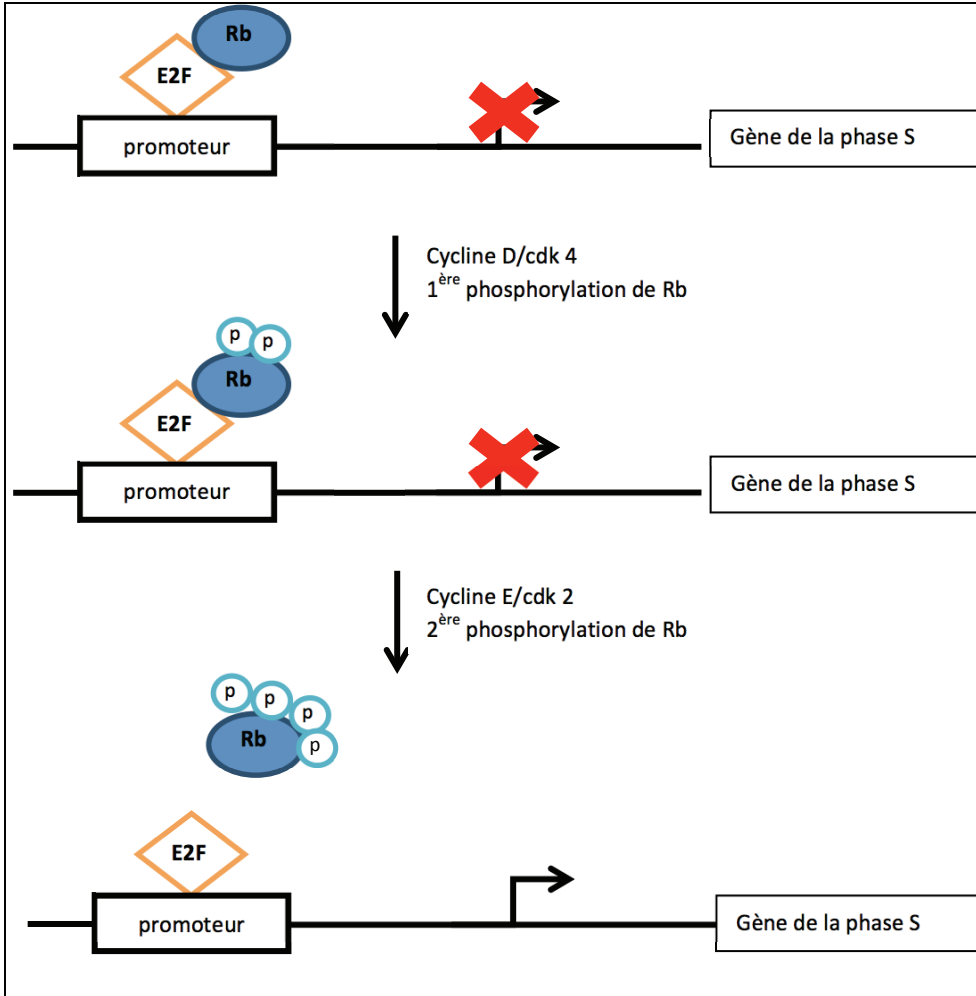 Rb
E2F
promoteur
Gène de la phase S
Cycline D/cdk 4
1ère phosphorylation de Rb
p p
Rb
E2F
promoteur
Gène de la phase S
Cycline E/cdk 2
2ère phosphorylation de Rb
p p p p
Rb
E2F
promoteur
Gène de la phase S